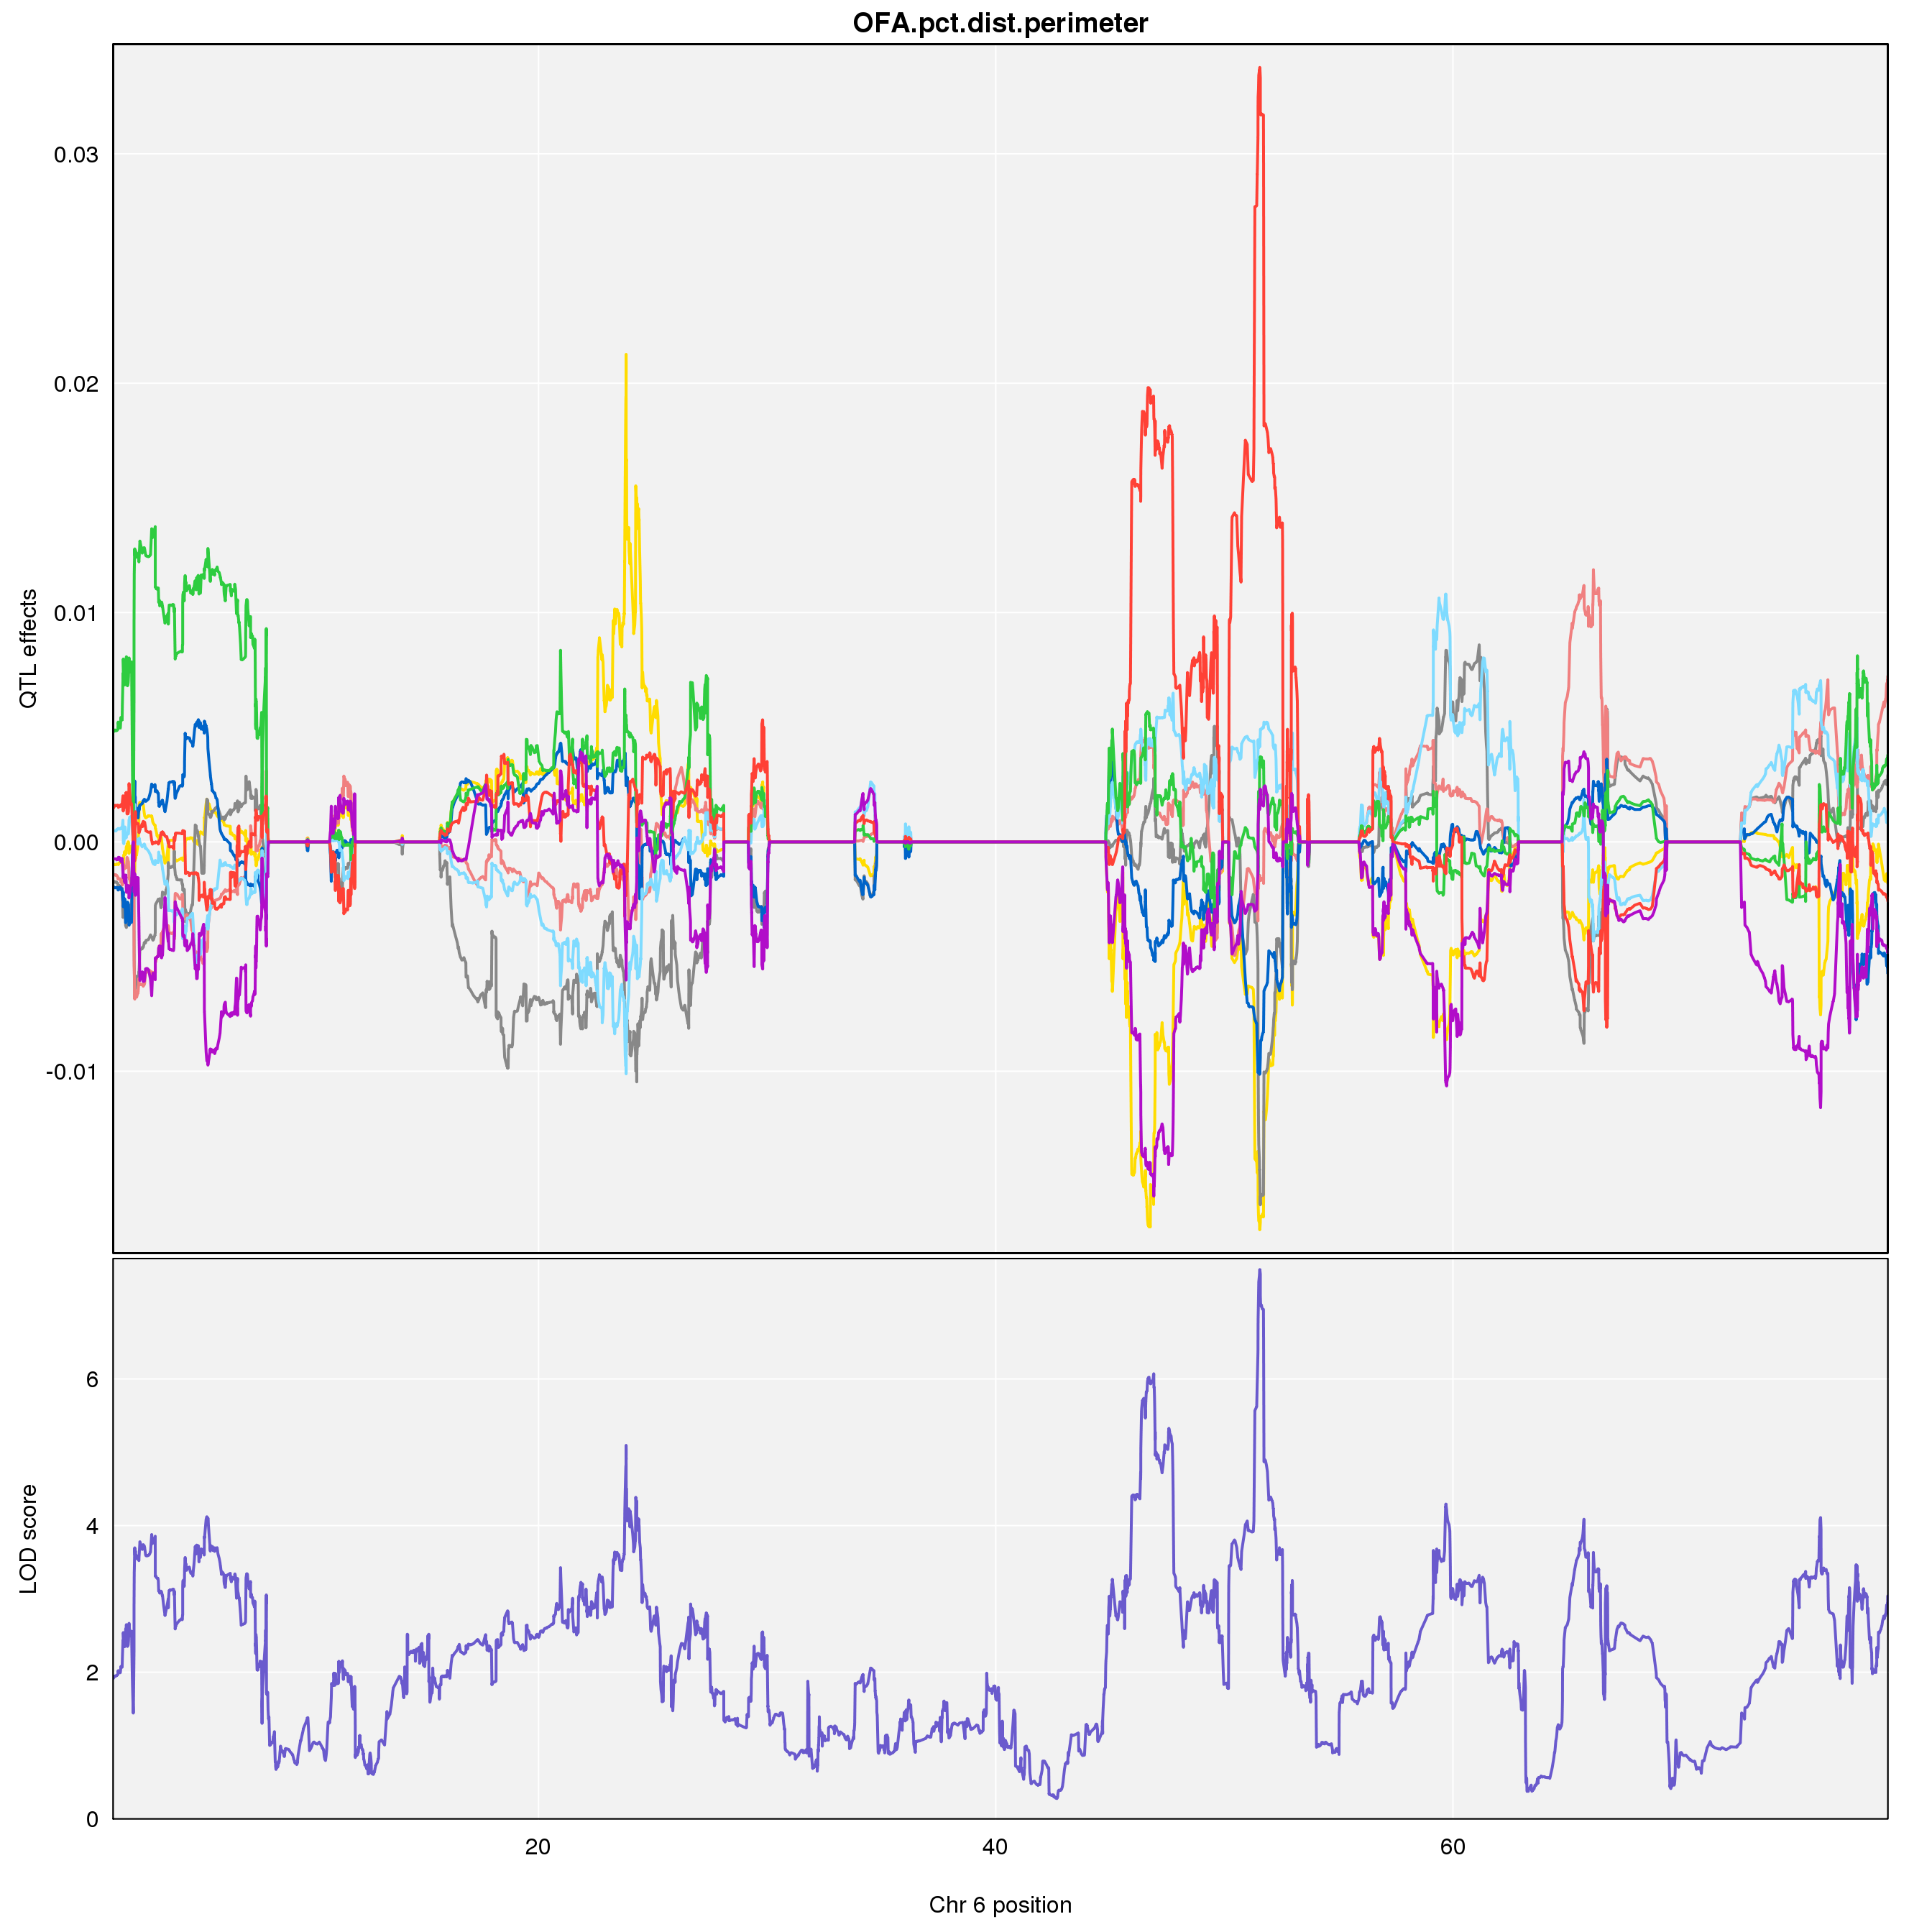 OFA.pct.dist.perimeter
QTL effects
0.03
0.02
0.01
0.00
-0.01
LOD score
6
4
2
0
20 40 60
Chr 6 position